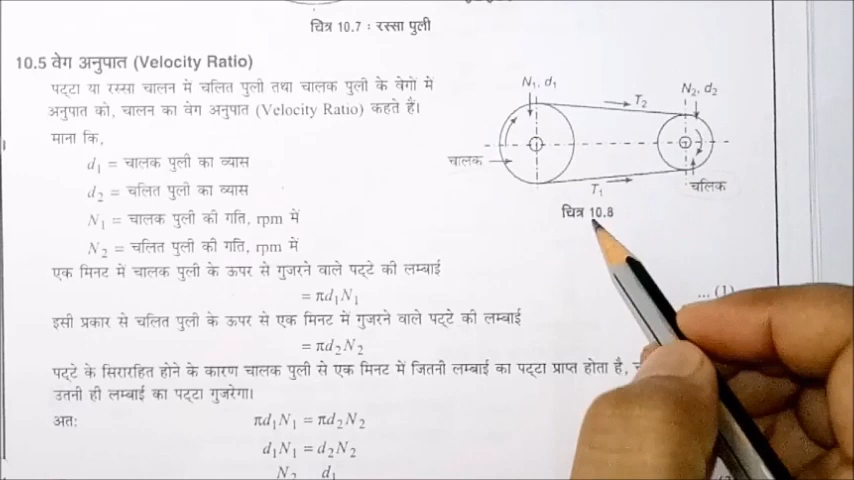 चित्र 10.7 : रस्सा पुली
10.5 वेग अनुपात (Velocity Ratio)
पट्टा या रस्सा चालन में चलित पुली तथा चालक पुली के वेगों में
अनुपात को, चालन का वेग अनुपात (Velocity Ratio) कहते हैं।
माना कि,
d₁ = चालक पुली का व्यास
d₂ = चलित पुली का व्यास
N₁ = चालक पुली की गति, rpm में
N₂ = चलित पुली की गति, rpm में
N₁, d₁
N₂, d₂
T₂
चालक
T₁
चलिक
चित्र 10.8
एक मिनट में चालक पुली के ऊपर से गुजरने वाले पट्टे की लम्बाई
= πd₁N₁
... (1)
इसी प्रकार से चलित पुली के ऊपर से एक मिनट में गुजरने वाले पट्टे की लम्बाई
= πd₂N₂
पट्टे के सिरारहित होने के कारण चालक पुली से एक मिनट में जितनी लम्बाई का पट्टा प्राप्त होता है,
उतनी ही लम्बाई का पट्टा गुजरेगा।
अतः πd₁N₁ = πd₂N₂
d₁N₁ = d₂N₂
N₂ d₁